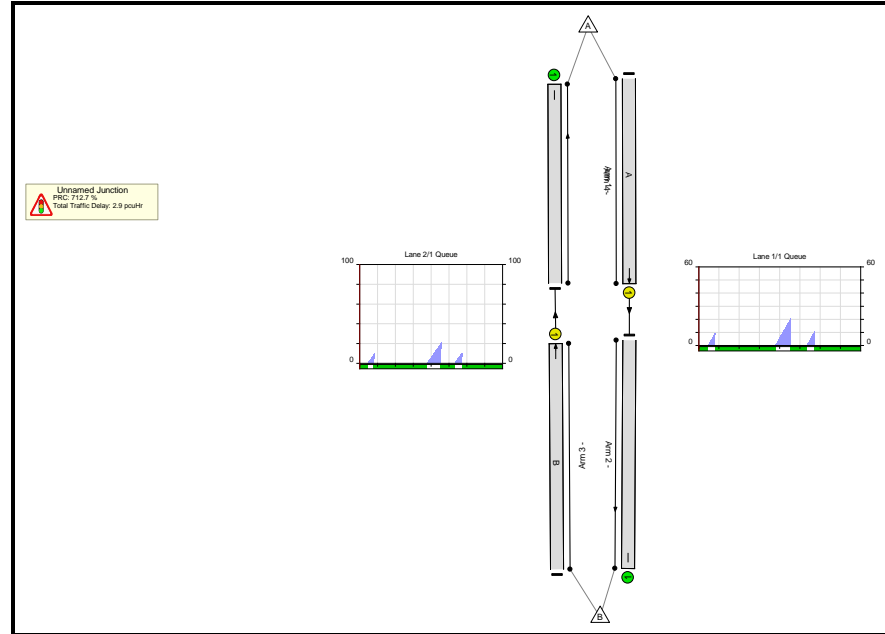 A
Unnamed Junction
PRC: 712.7 %
Total Traffic Delay: 2.9 pcuHr
A
Lane 2/1 Queue
100
100
0
0
Lane 1/1 Queue
60
60
0
0
B
Arm 3 -
Arm 2 -
B